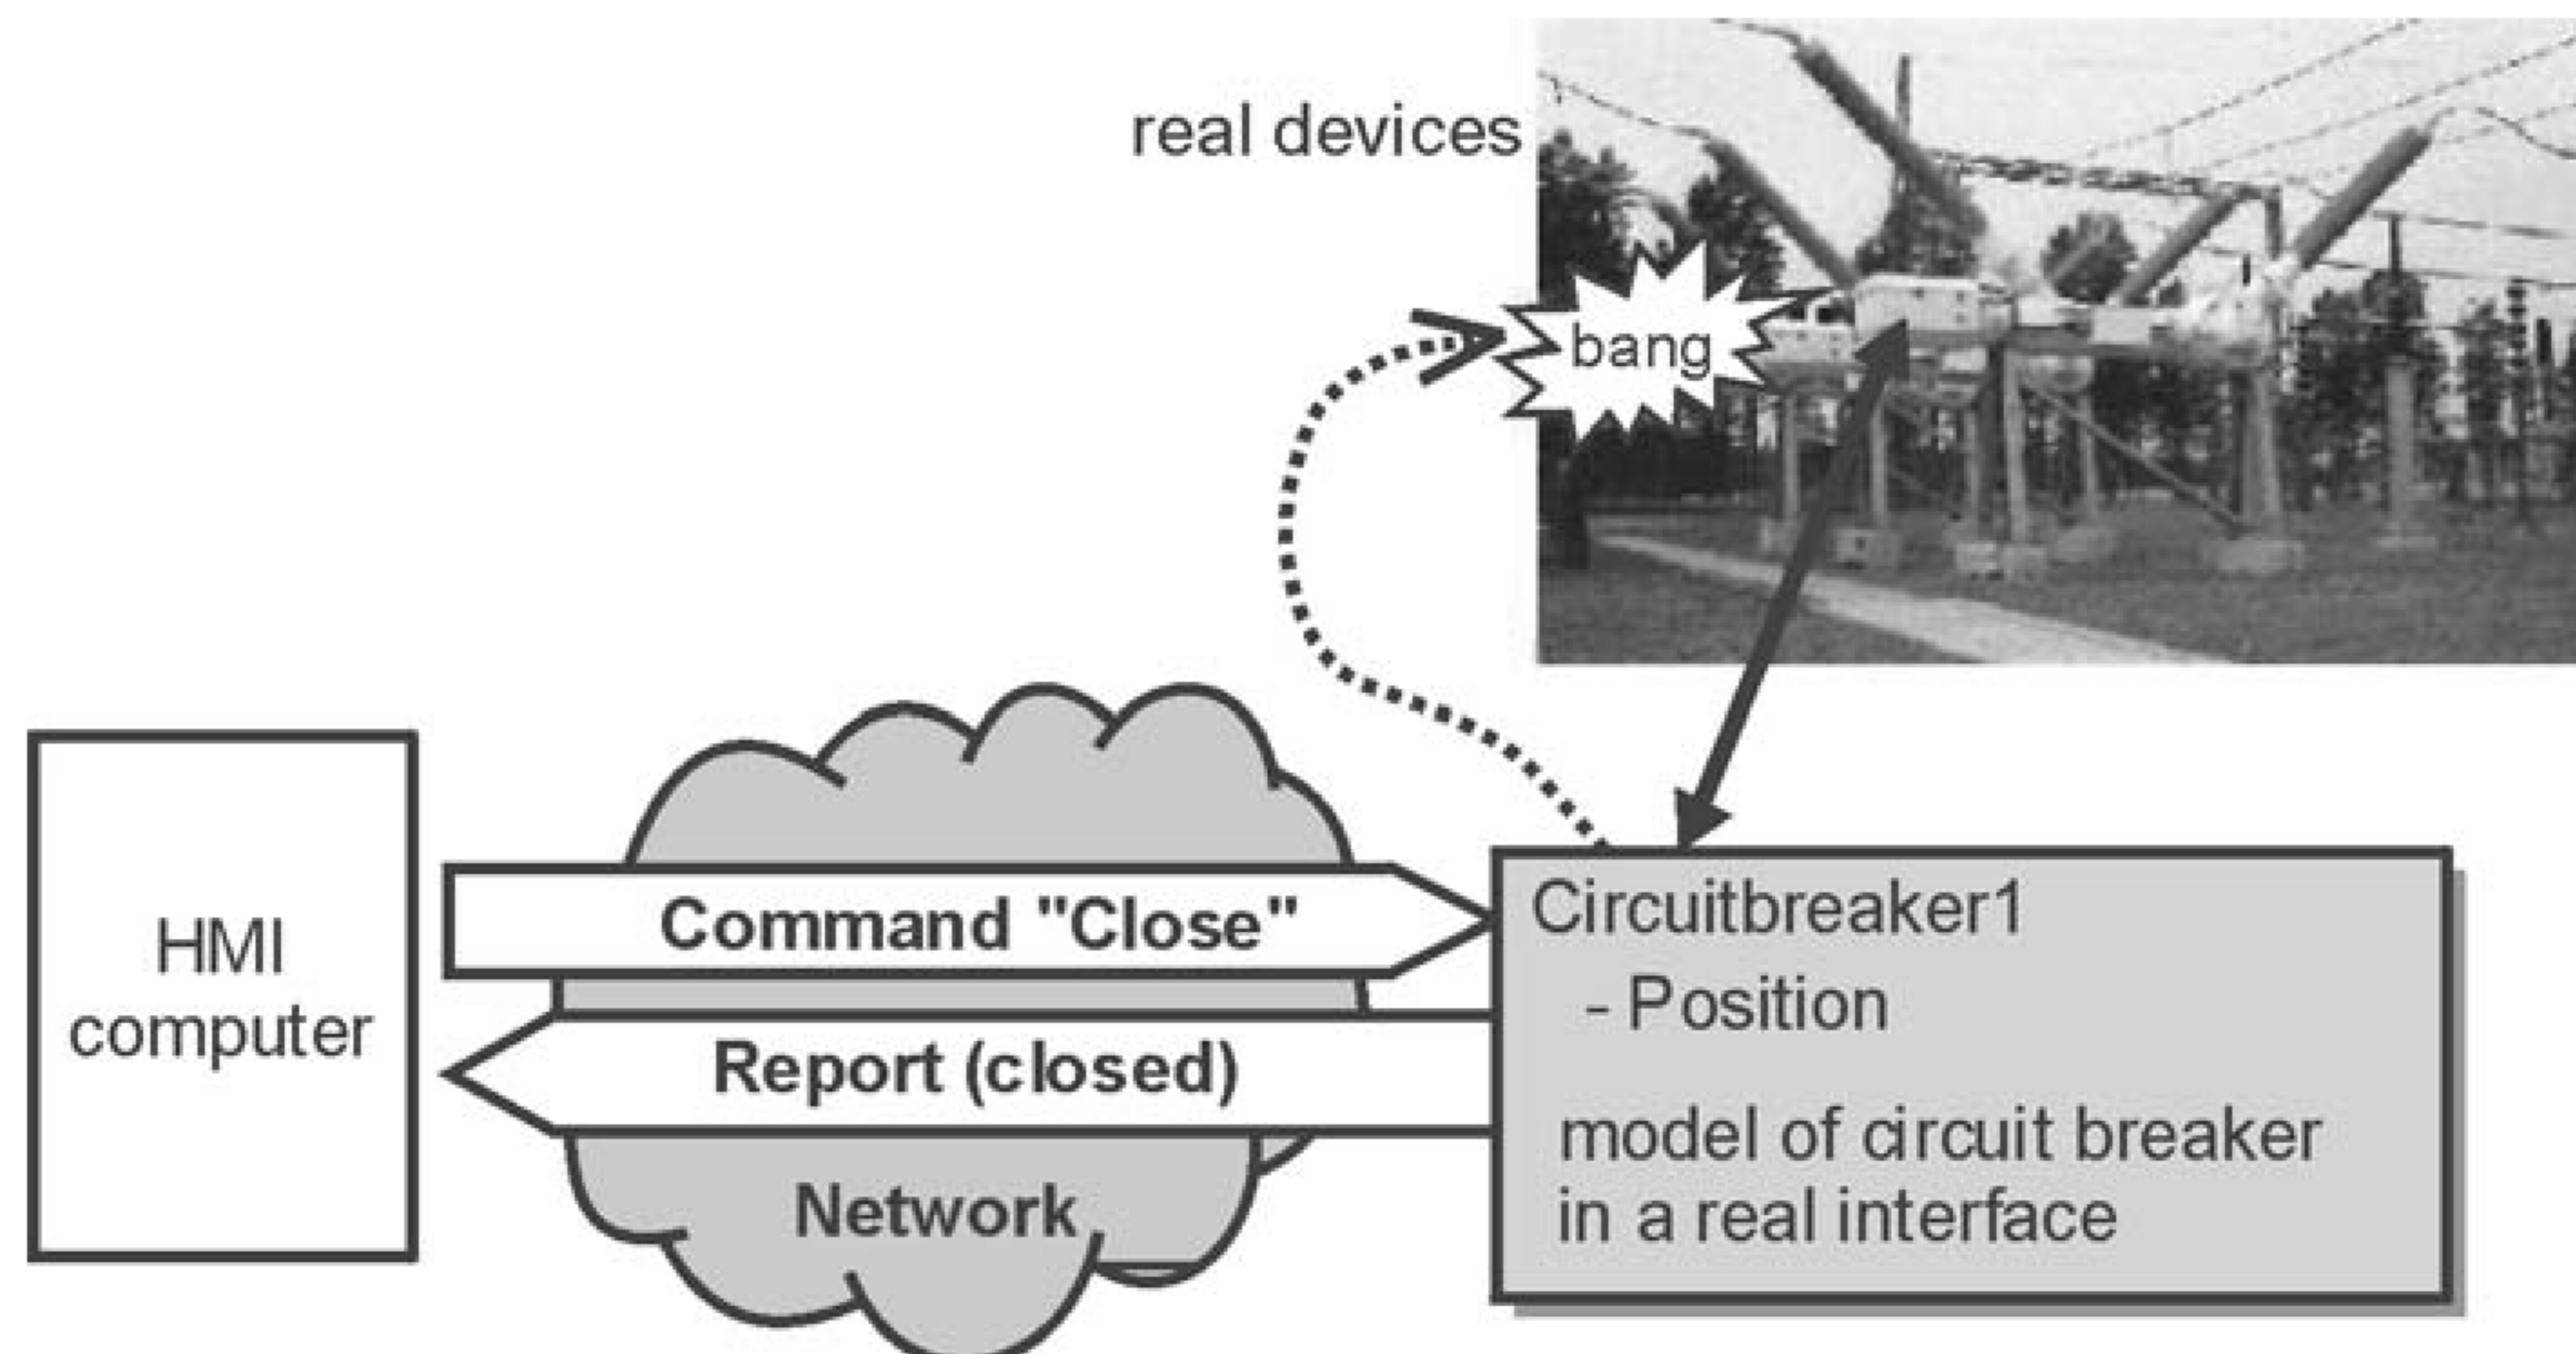 real devices
bang
HMI
computer
Command "Close"
Report (closed)
Network
Circuitbreaker1
- Position
model of circuit breaker
in a real interface